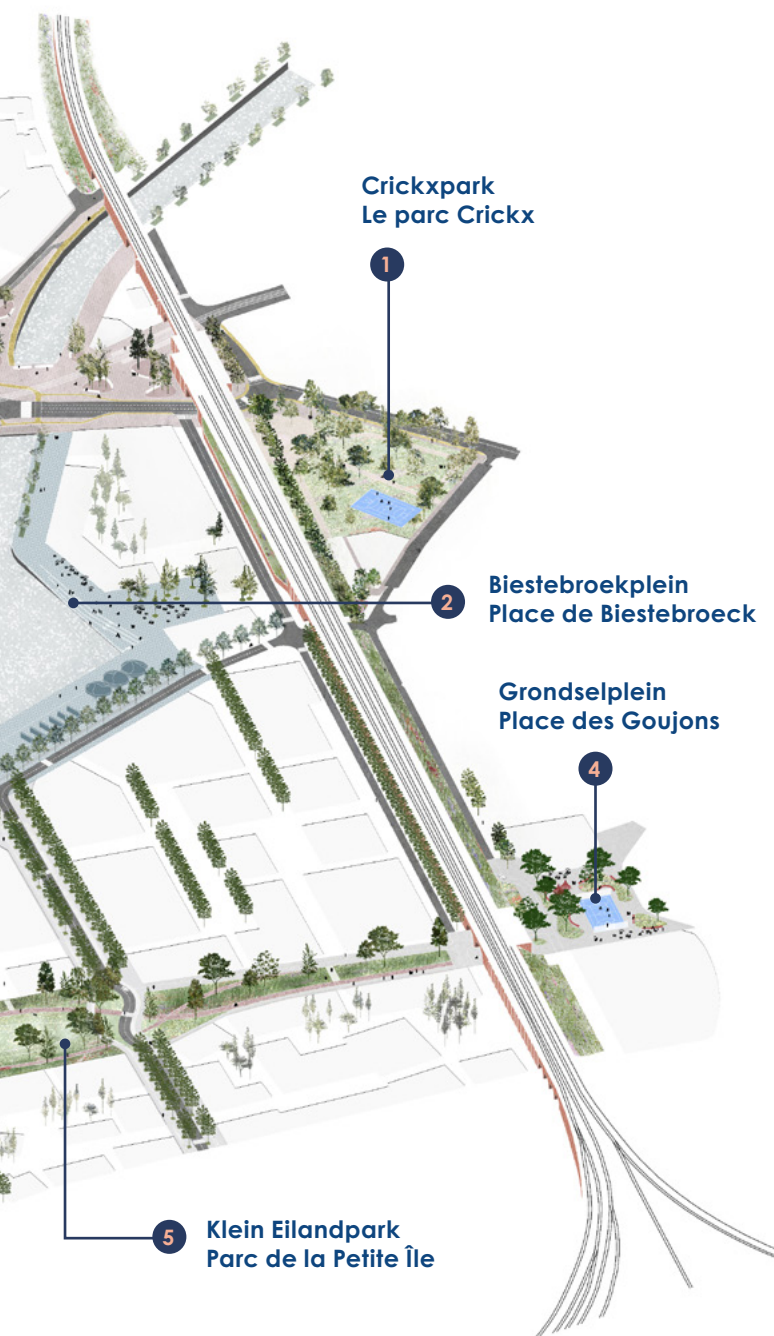 Crickxpark
Le parc Crickx
1
2
Biestebroekplein
Place de Biestebroeck
Grondselplein
Place des Goujons
4
5
Klein Eilandpark
Parc de la Petite Île